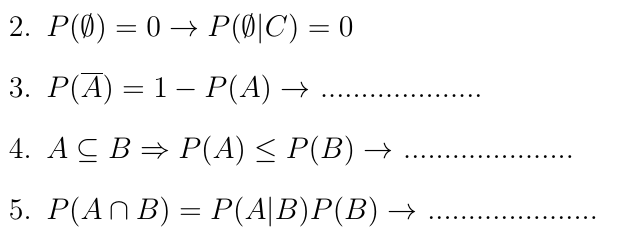 2. P(∅) = 0 → P(∅|C) = 0
3. P(A̅) = 1 − P(A) → ....................
4. A ⊆ B ⇒ P(A) ≤ P(B) → .....................
5. P(A ∩ B) = P(A|B)P(B) → .....................